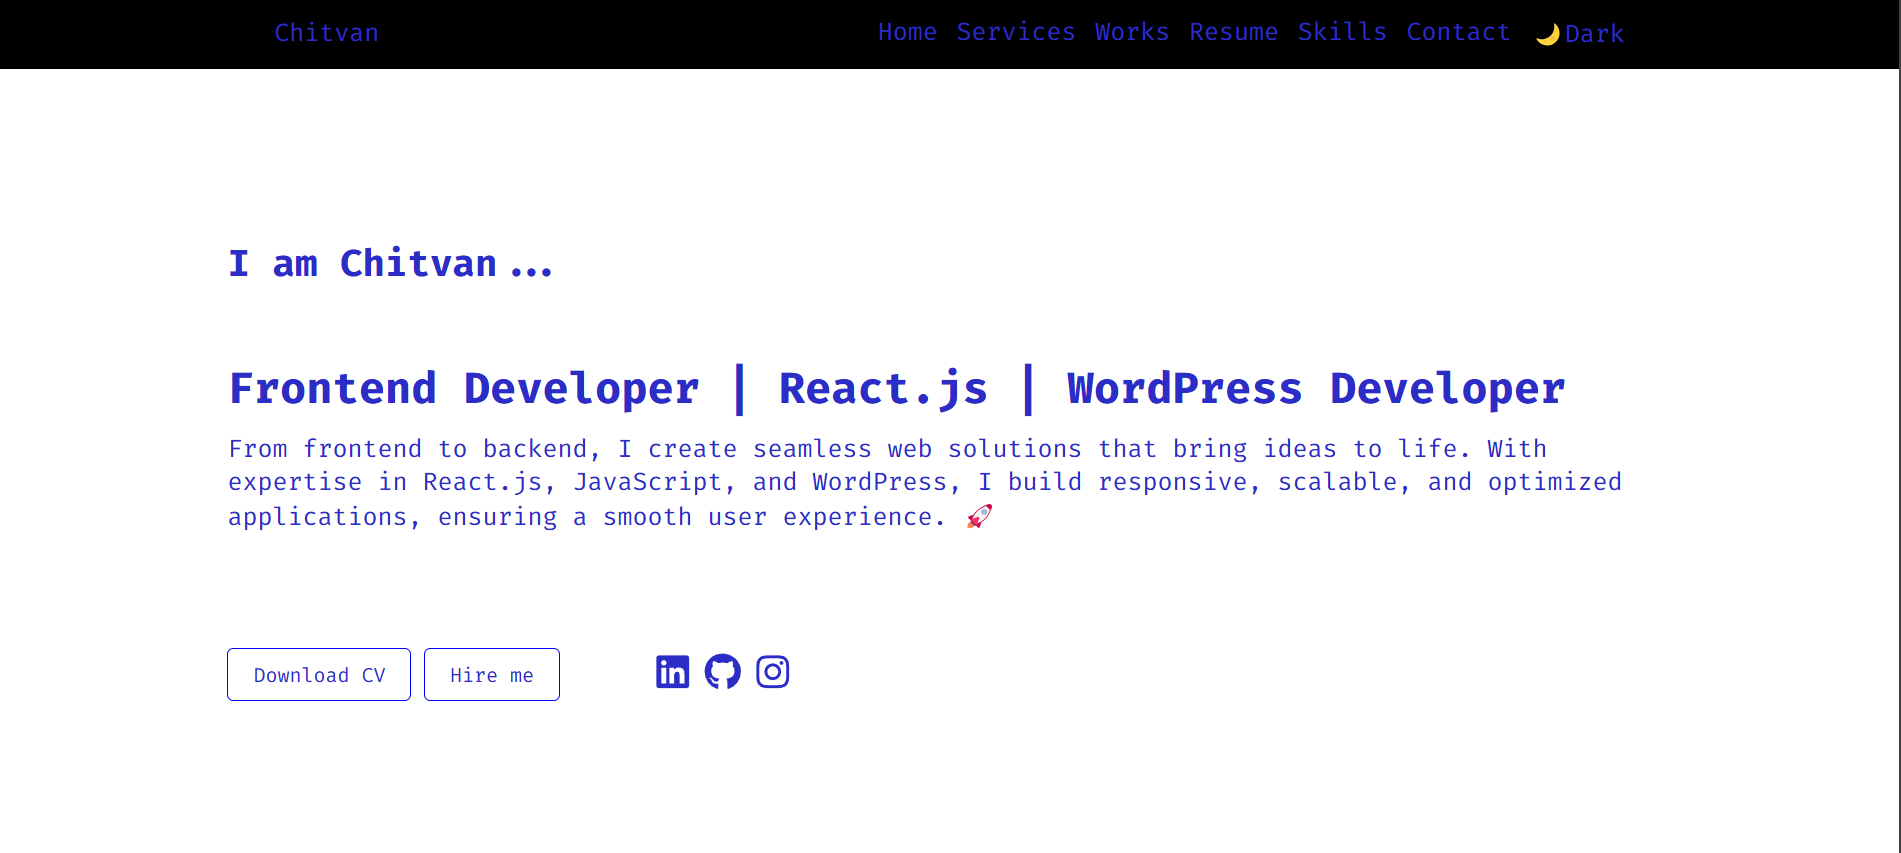 Chitvan
Home Services Works Resume Skills Contact 🌙Dark
I am Chitvan...
Frontend Developer | React.js | WordPress Developer
From frontend to backend, I create seamless web solutions that bring ideas to life. With
expertise in React.js, JavaScript, and WordPress, I build responsive, scalable, and optimized
applications, ensuring a smooth user experience. 🚀
Download CV
Hire me
in